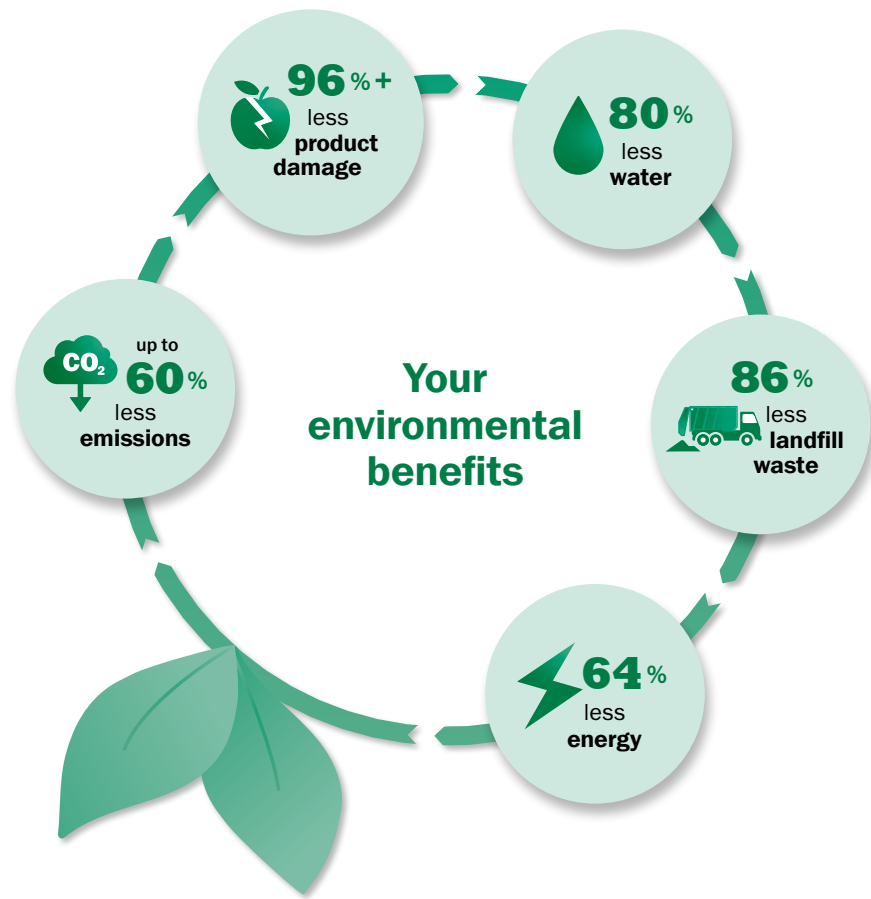 Your
environmental
benefits
96%+
less
product
damage
80%
less
water
86%
less
landfill
waste
64%
less
energy
CO₂
up to
60%
less
emissions